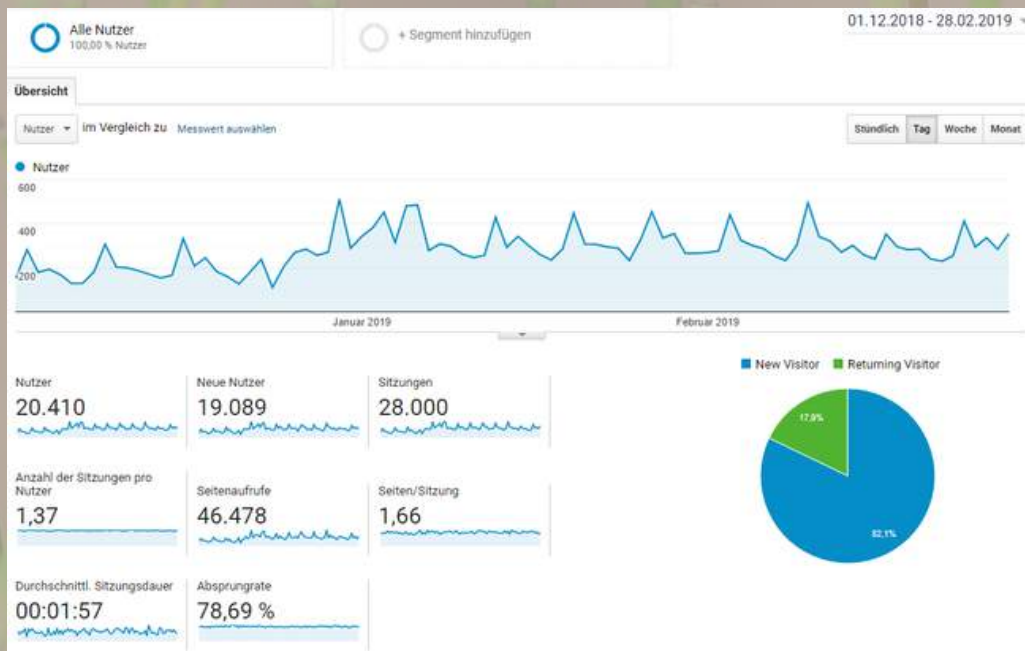 Alle Nutzer
100,00 % Nutzer
+ Segment hinzufügen
01.12.2018 - 28.02.2019
Übersicht
Nutzer im Vergleich zu Messwert auswählen
Stündlich Tag Woche Monat
Nutzer
600
400
200
Januar 2019 Februar 2019
New Visitor Returning Visitor
17,9%
82,1%
Nutzer
20.410
Neue Nutzer
19.089
Sitzungen
28.000
Anzahl der Sitzungen pro
Nutzer
1,37
Seitenaufrufe
46.478
Seiten/Sitzung
1,66
Durchschnittl. Sitzungsdauer
00:01:57
Absprungrate
78,69 %